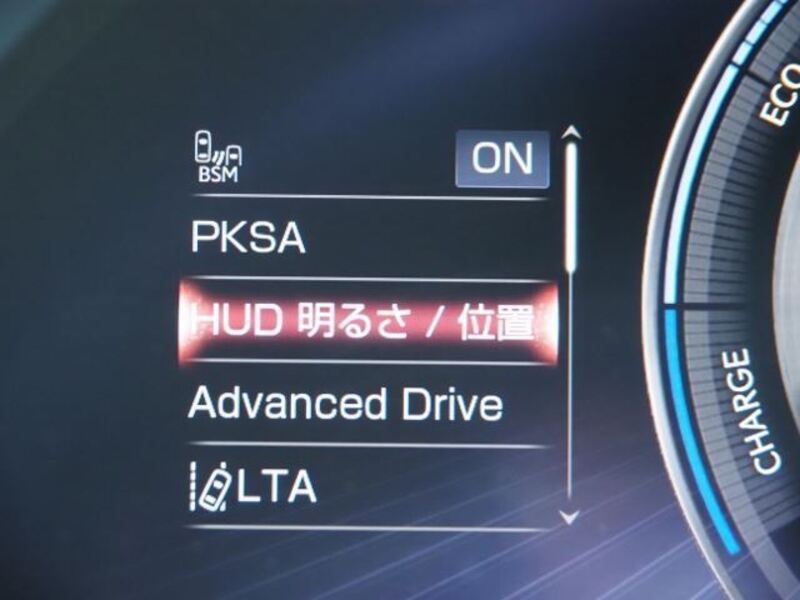 BSM ON
PKSA
HUD 明るさ / 位置
Advanced Drive
LTA
ECO
CHARGE